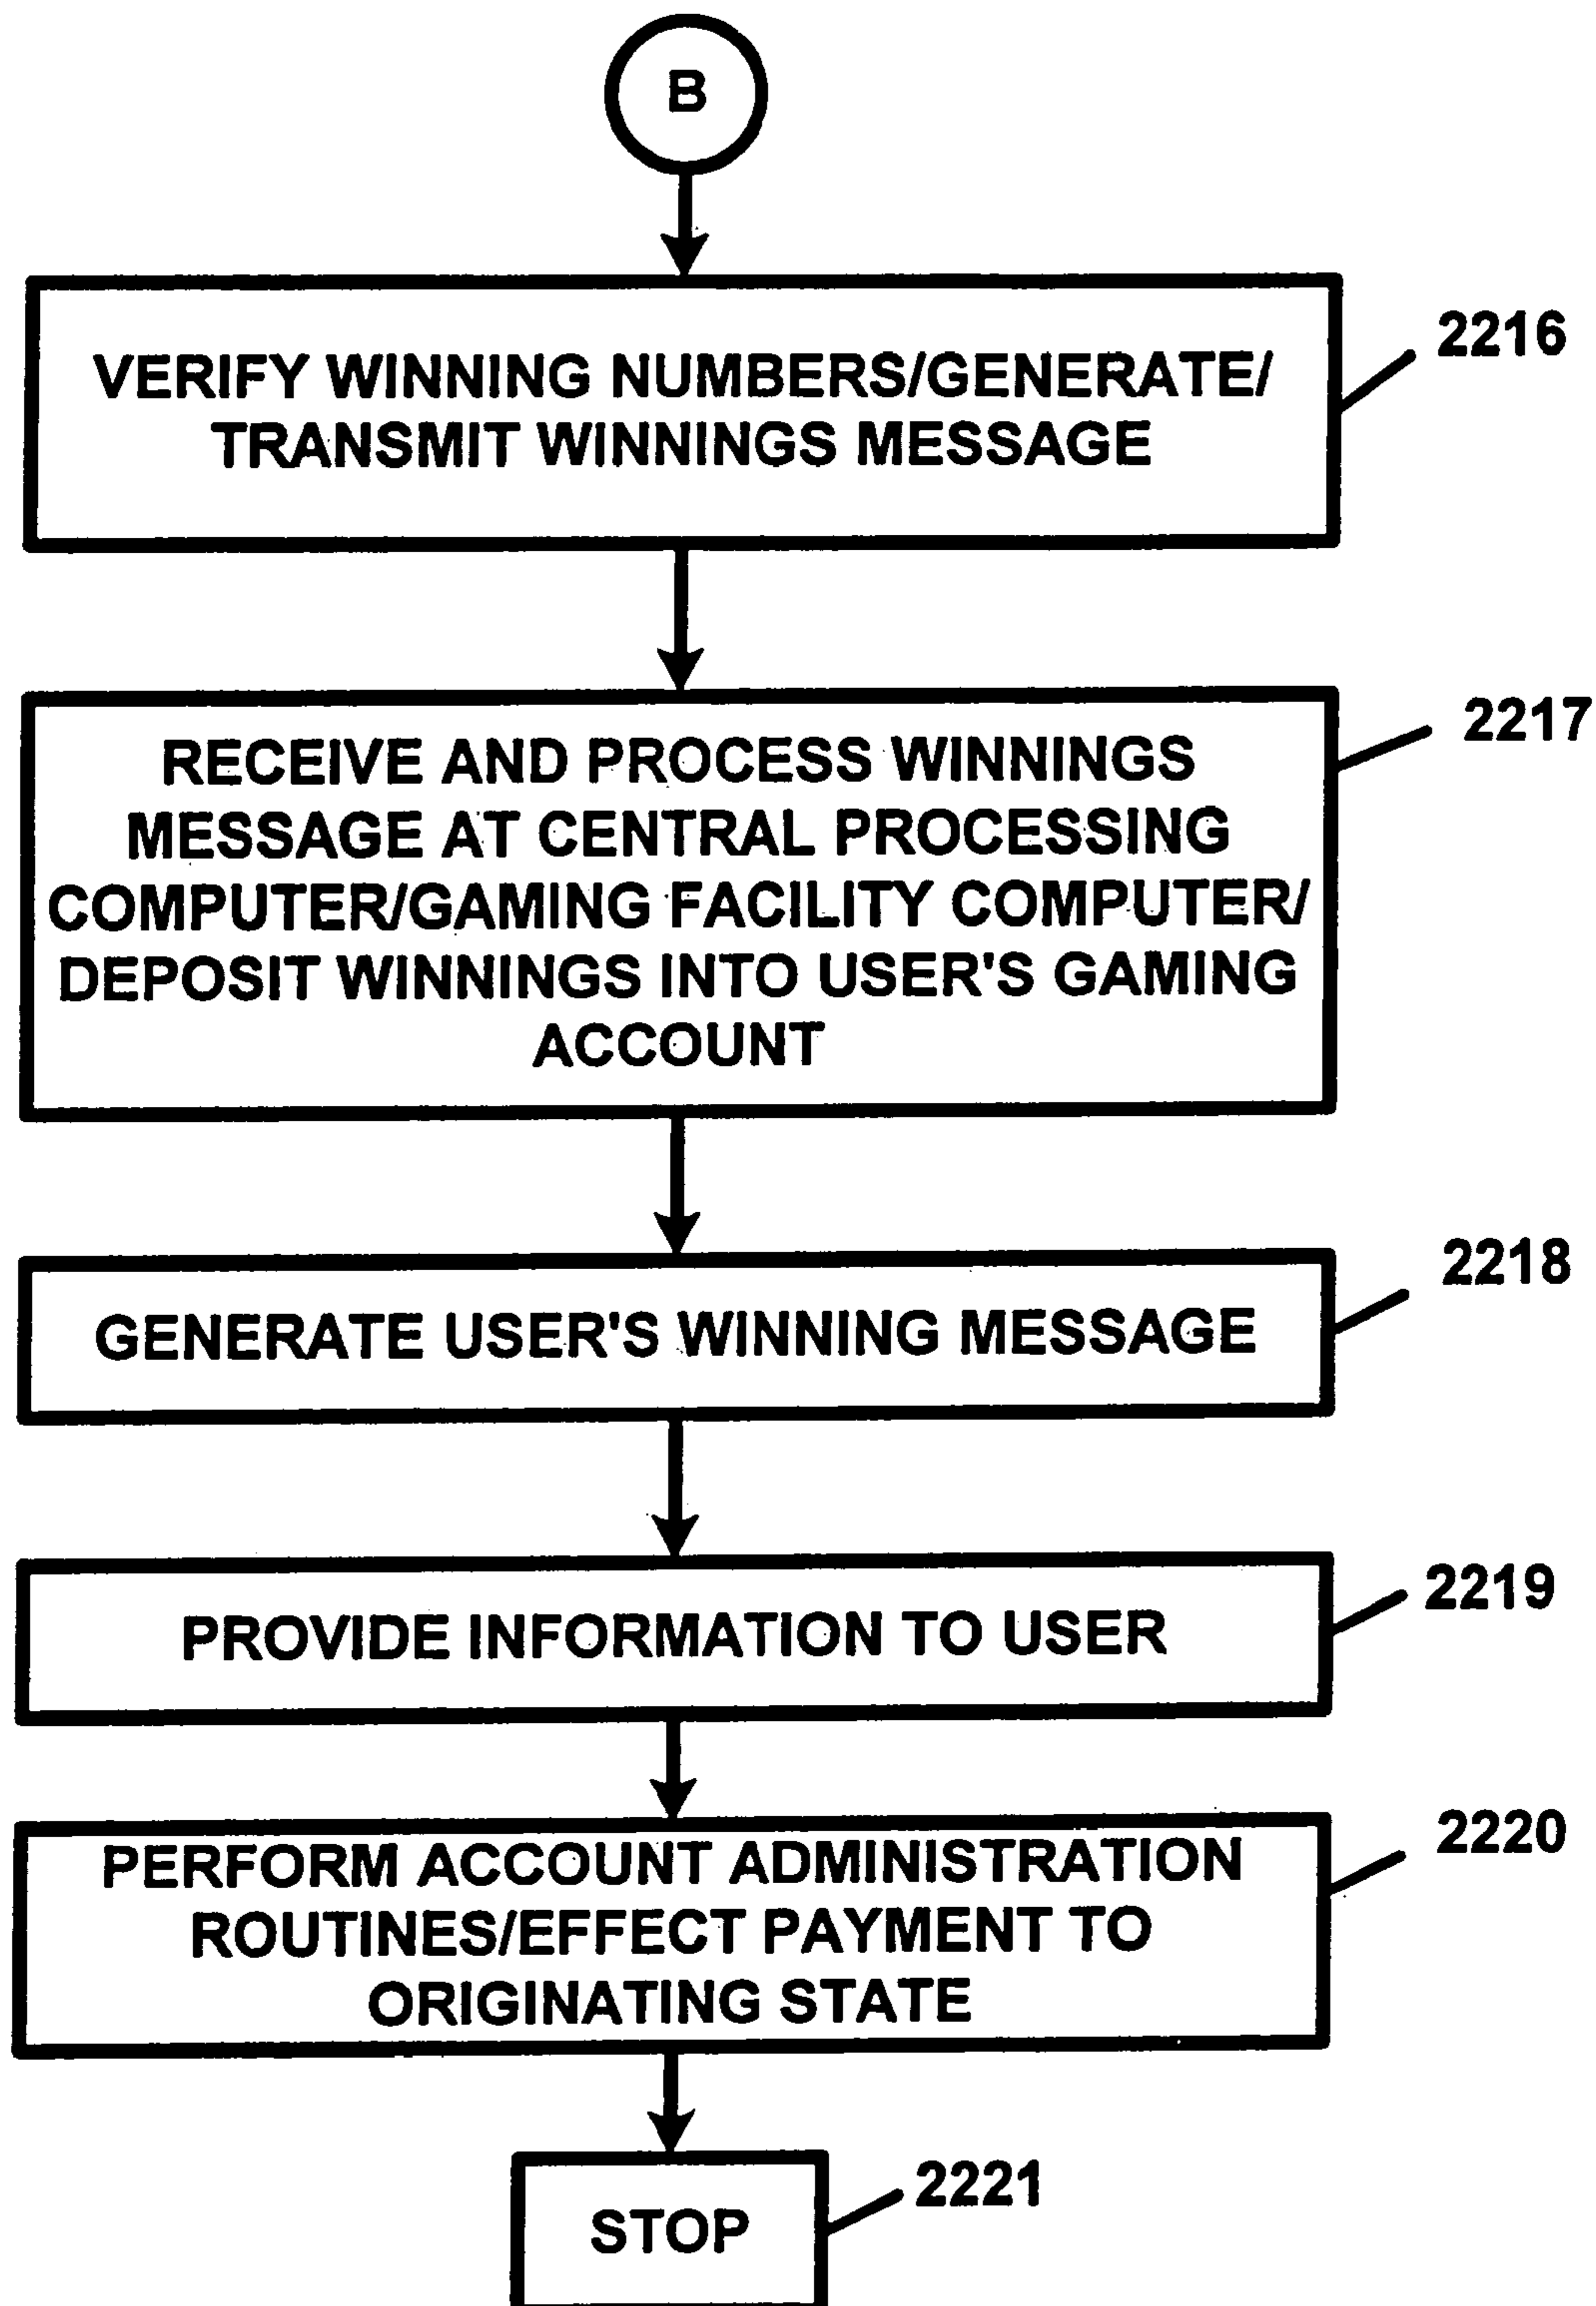 B
VERIFY WINNING NUMBERS/GENERATE/
TRANSMIT WINNINGS MESSAGE
2216
RECEIVE AND PROCESS WINNINGS
MESSAGE AT CENTRAL PROCESSING
COMPUTER/GAMING FACILITY COMPUTER/
DEPOSIT WINNINGS INTO USER'S GAMING
ACCOUNT
2217
GENERATE USER'S WINNING MESSAGE
2218
PROVIDE INFORMATION TO USER
2219
PERFORM ACCOUNT ADMINISTRATION
ROUTINES/EFFECT PAYMENT TO
ORIGINATING STATE
2220
STOP
2221